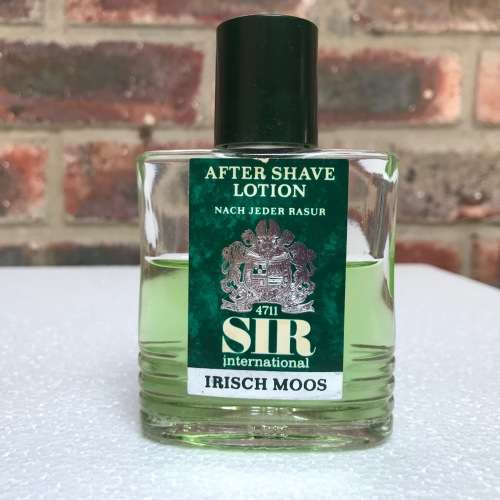 AFTER SHAVE
LOTION
NACH JEDER RASUR
4711
SIR
international
IRISCH MOOS